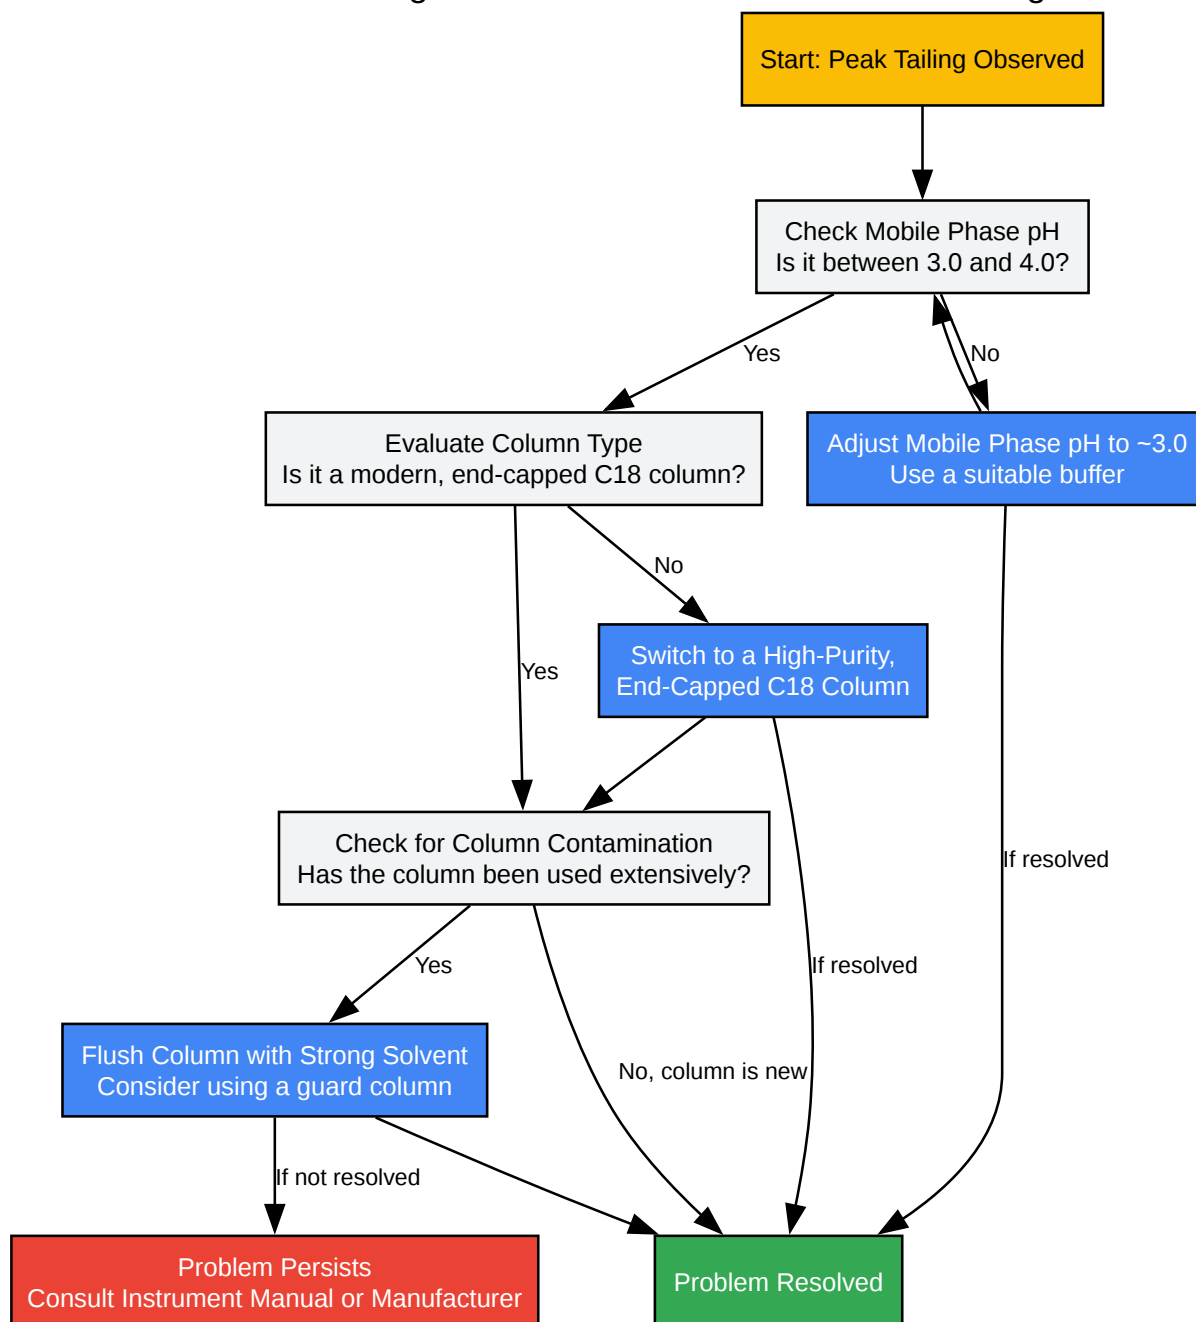 Start: Peak Tailing Observed
Check Mobile Phase pH
Is it between 3.0 and 4.0?
Yes
No
Evaluate Column Type
Is it a modern, end-capped C18 column?
Adjust Mobile Phase pH to ~3.0
Use a suitable buffer
No
Switch to a High-Purity,
End-Capped C18 Column
Yes
Check for Column Contamination
Has the column been used extensively?
If resolved
Yes
If resolved
Flush Column with Strong Solvent
Consider using a guard column
No, column is new
If not resolved
Problem Persists
Consult Instrument Manual or Manufacturer
Problem Resolved